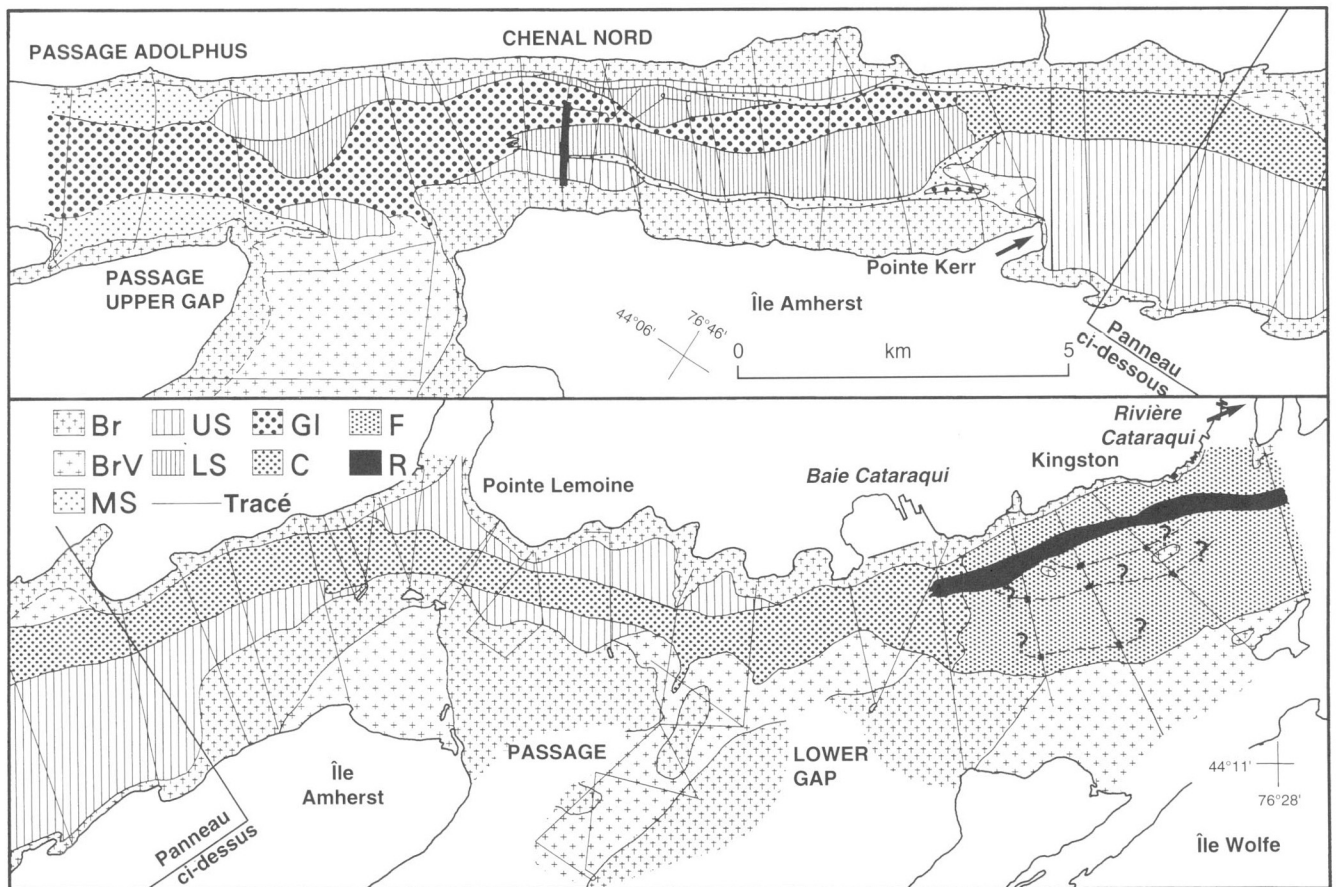 PASSAGE ADOLPHUS
CHENAL NORD
PASSAGE
UPPER GAP
Pointe Kerr
Île Amherst
44°06'
76°46'
0 km 5
Panneau
ci-dessous
Br US Gl F
BrV LS C R
MS Tracé
Pointe Lemoine
Baie Cataraqui
Kingston
Rivière
Cataraqui
?
?
?
?
?
?
PASSAGE
LOWER
GAP
Île
Amherst
Panneau
ci-dessus
44°11'
76°28'
Île Wolfe